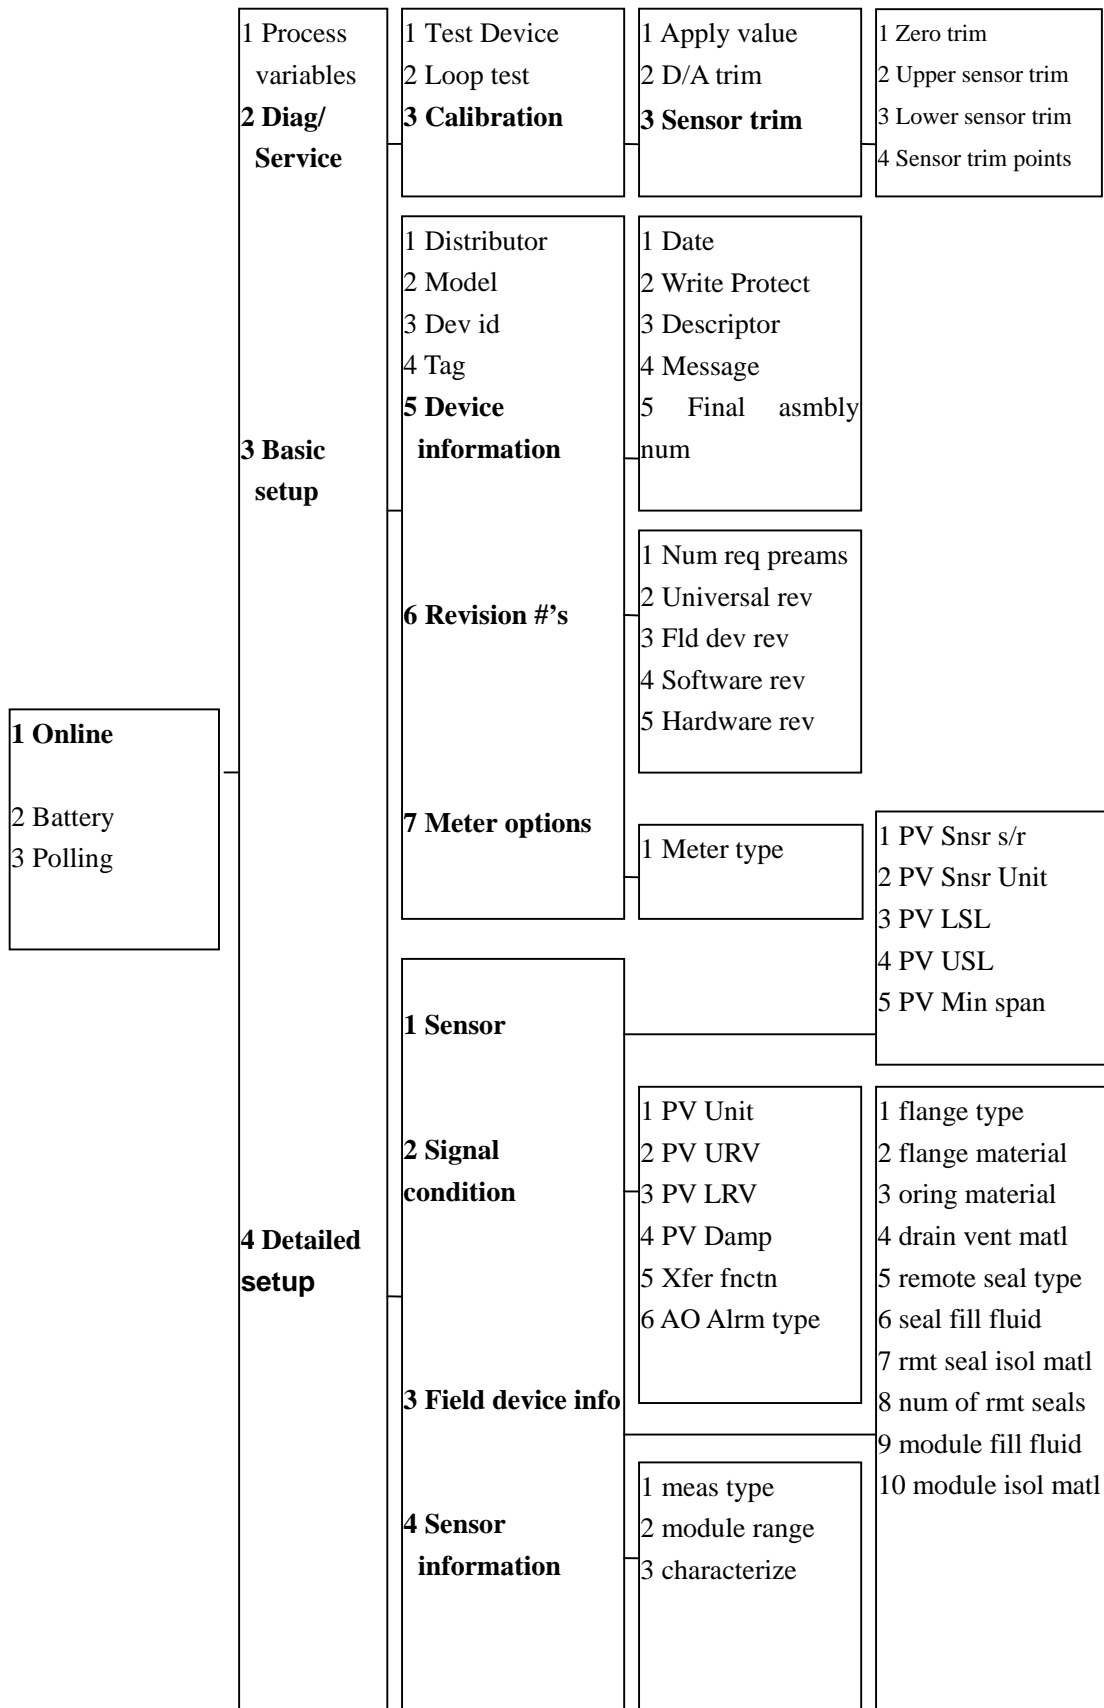 1 Online
2 Battery
3 Polling
1 Process
variables
2 Diag/
Service
3 Basic
setup
4 Detailed
setup
1 Test Device
2 Loop test
3 Calibration
1 Apply value
2 D/A trim
3 Sensor trim
1 Zero trim
2 Upper sensor trim
3 Lower sensor trim
4 Sensor trim points
1 Distributor
2 Model
3 Dev id
4 Tag
5 Device
information
6 Revision #’s
7 Meter options
1 Date
2 Write Protect
3 Descriptor
4 Message
5 Final asmbly
num
1 Num req preams
2 Universal rev
3 Fld dev rev
4 Software rev
5 Hardware rev
1 Meter type
1 Sensor
2 Signal
condition
3 Field device info
4 Sensor
information
1 PV Snsr s/r
2 PV Snsr Unit
3 PV LSL
4 PV USL
5 PV Min span
1 PV Unit
2 PV URV
3 PV LRV
4 PV Damp
5 Xfer fnctn
6 AO Alrm type
1 flange type
2 flange material
3 oring material
4 drain vent matl
5 remote seal type
6 seal fill fluid
7 rmt seal isol matl
8 num of rmt seals
9 module fill fluid
10 module isol matl
1 meas type
2 module range
3 characterize